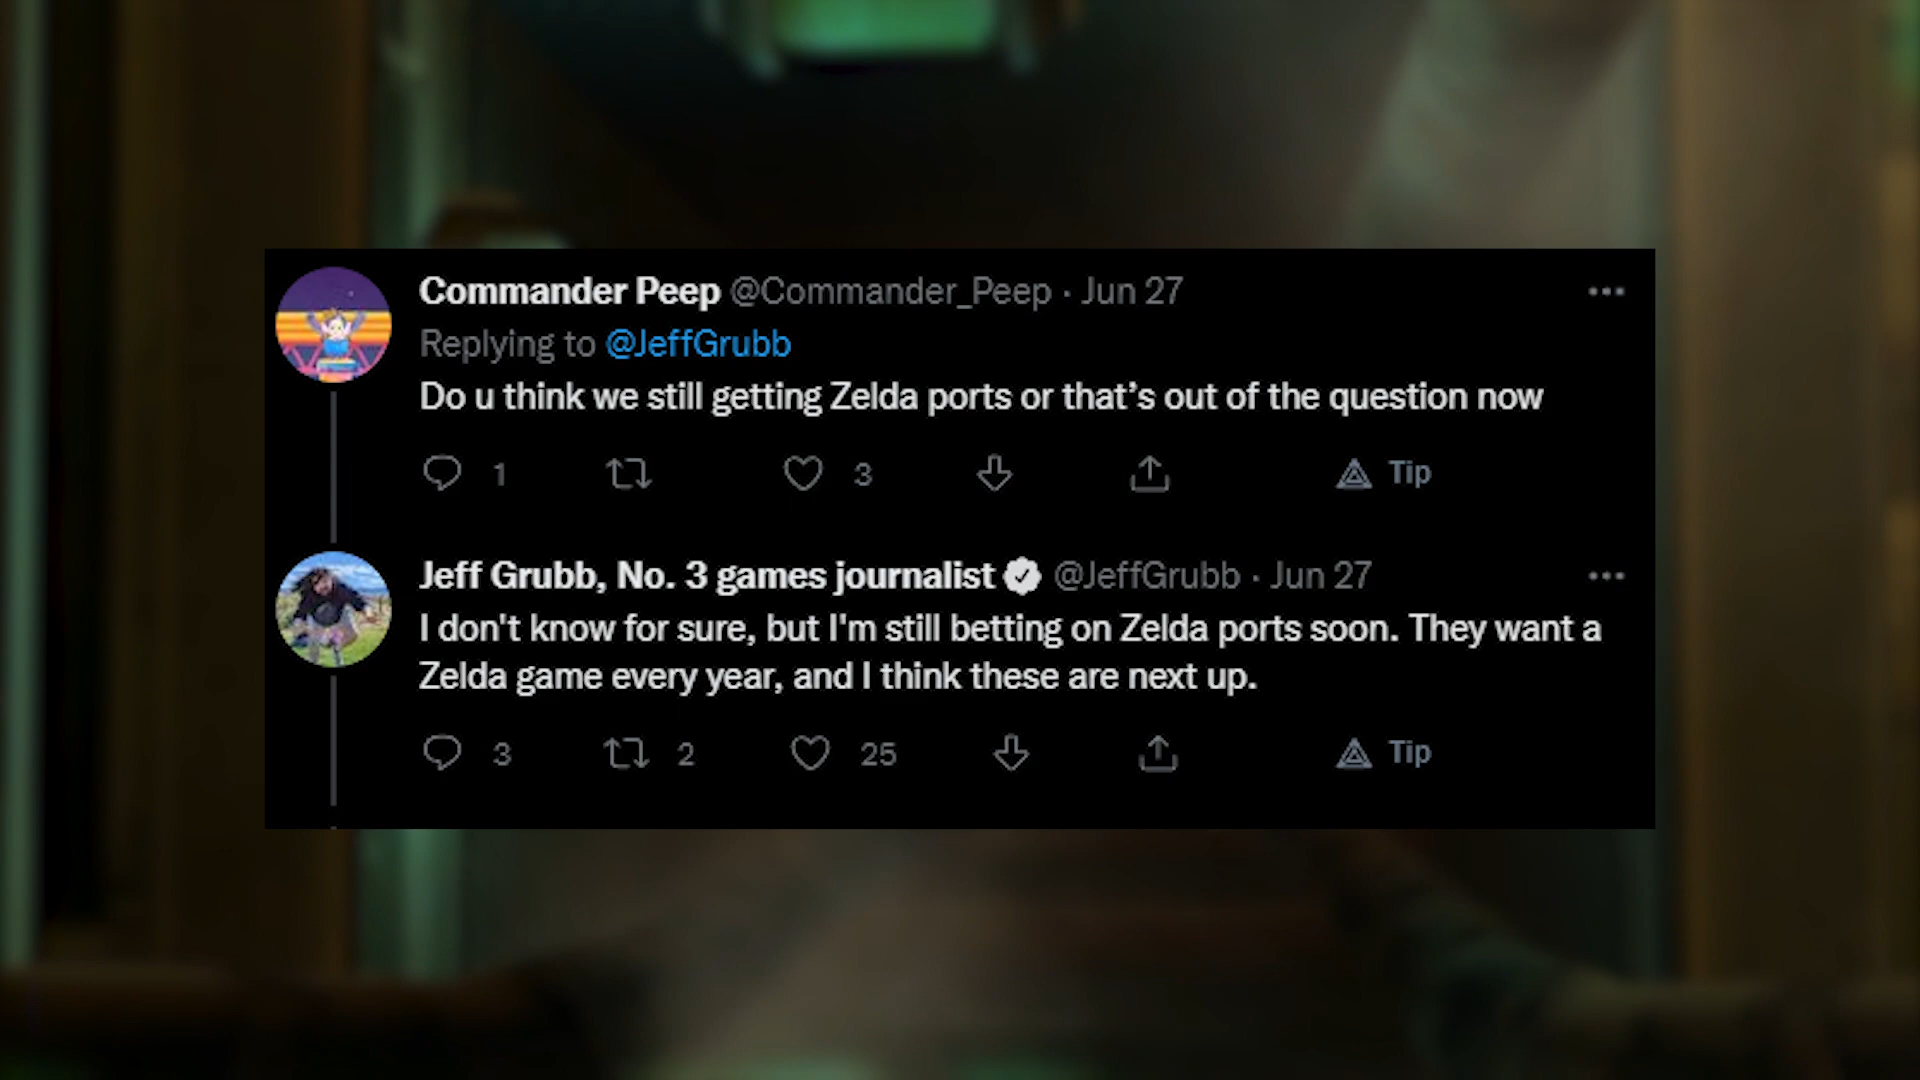 Commander Peep @Commander_Peep · Jun 27
Replying to @JeffGrubb
Do u think we still getting Zelda ports or that’s out of the question now
1 3 Tip
Jeff Grubb, No. 3 games journalist @JeffGrubb · Jun 27
I don't know for sure, but I'm still betting on Zelda ports soon. They want a
Zelda game every year, and I think these are next up.
3 2 25 Tip